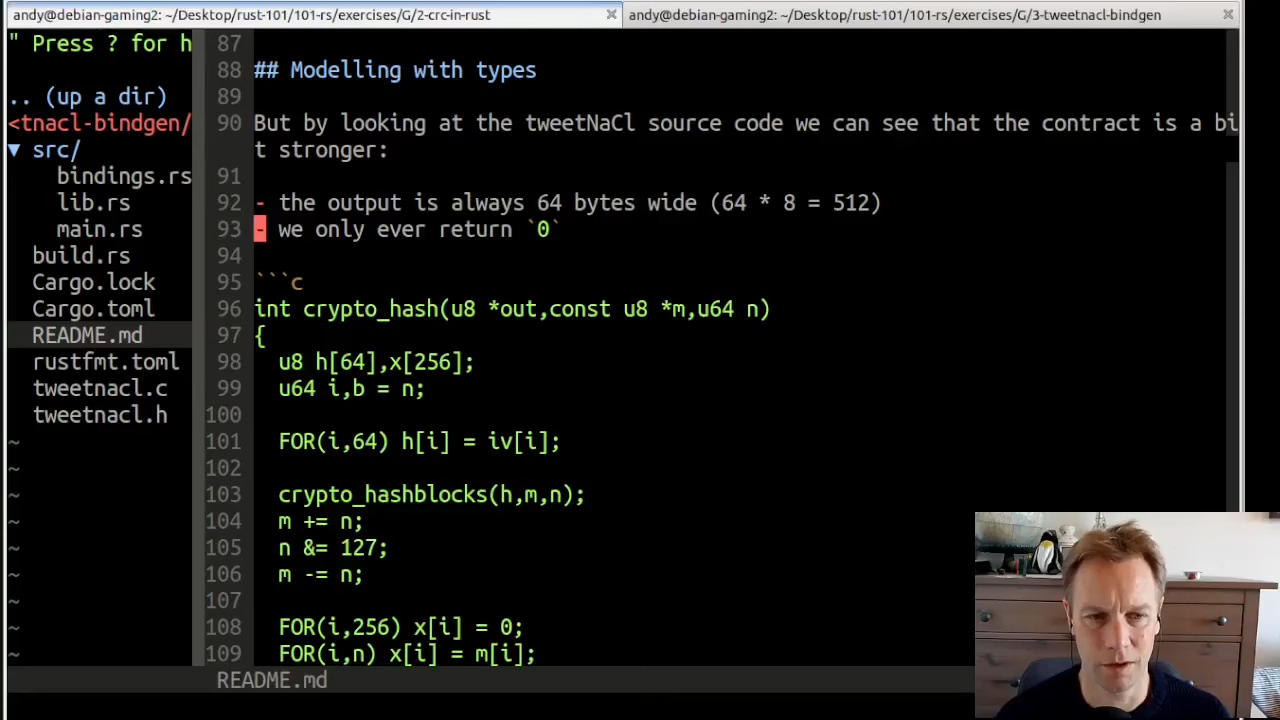 andy@debian-gaming2: ~/Desktop/rust-101/101-rs/exercises/G/2-crc-in-rust
andy@debian-gaming2: ~/Desktop/rust-101/101-rs/exercises/G/3-tweetnacl-bindgen
" Press ? for h
.. (up a dir)
<tnacl-bindgen/
▼ src/
bindings.rs
lib.rs
main.rs
build.rs
Cargo.lock
Cargo.toml
README.md
rustfmt.toml
tweetnacl.c
tweetnacl.h
~
~
~
~
~
~
~
~
~
87
88 ## Modelling with types
89
90 But by looking at the tweetNaCl source code we can see that the contract is a bi
t stronger:
91
92 - the output is always 64 bytes wide (64 * 8 = 512)
93 - we only ever return `0`
94
95 ```c
96 int crypto_hash(u8 *out,const u8 *m,u64 n)
97 {
98 u8 h[64],x[256];
99 u64 i,b = n;
100
101 FOR(i,64) h[i] = iv[i];
102
103 crypto_hashblocks(h,m,n);
104 m += n;
105 n &= 127;
106 m -= n;
107
108 FOR(i,256) x[i] = 0;
109 FOR(i,n) x[i] = m[i];
README.md